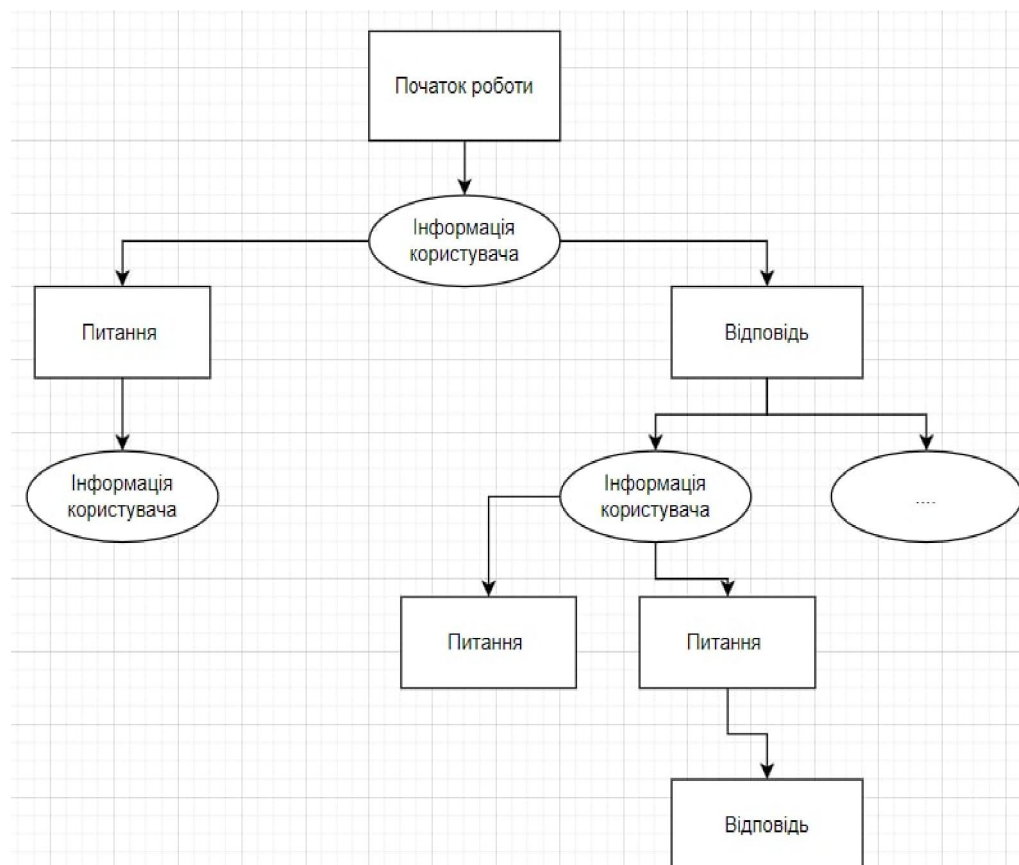 Початок роботи
Інформація
користувача
Питання
Відповідь
Інформація
користувача
Інформація
користувача
....
Питання
Питання
Відповідь